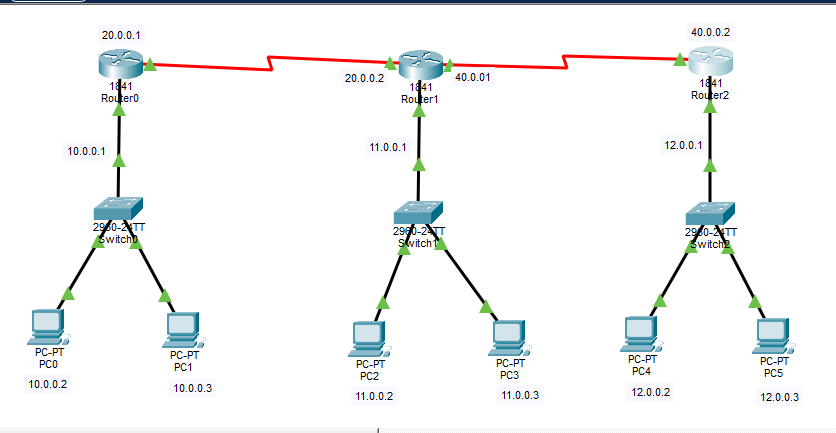 20.0.0.1
40.0.0.2
1841
Router0
20.0.0.2
1841
Router1
40.0.01
1841
Router2
10.0.0.1
11.0.0.1
12.0.0.1
2960-24TT
Switch0
2960-24TT
Switch1
2960-24TT
Switch2
PC-PT
PC0
10.0.0.2
PC-PT
PC1
10.0.0.3
PC-PT
PC2
11.0.0.2
PC-PT
PC3
11.0.0.3
PC-PT
PC4
12.0.0.2
PC-PT
PC5
12.0.0.3